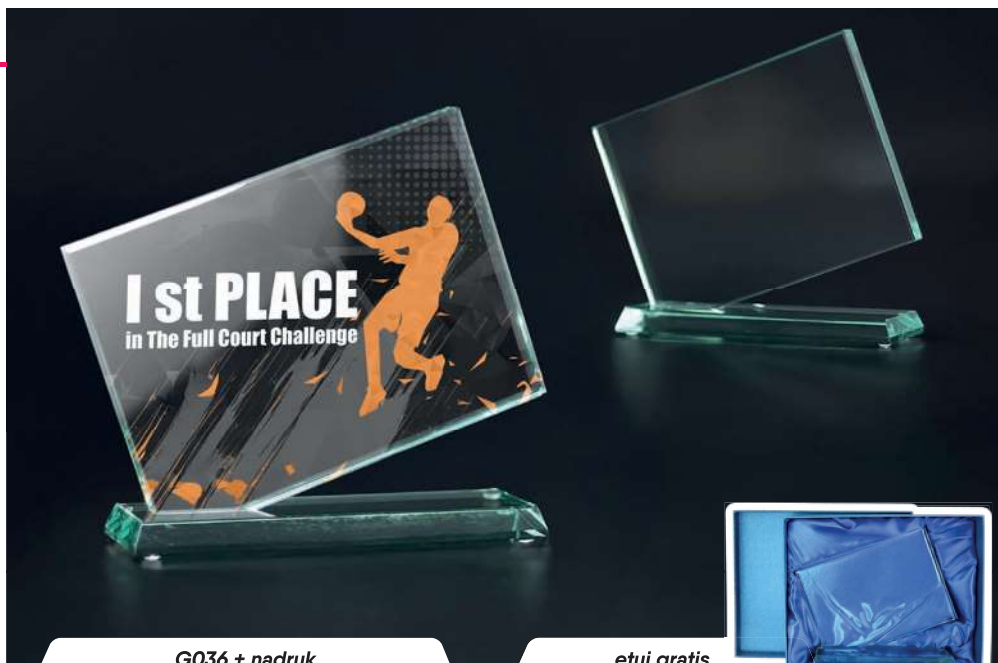 I st PLACE
in The Full Court Challenge
G036 + nadruk
etui gratis